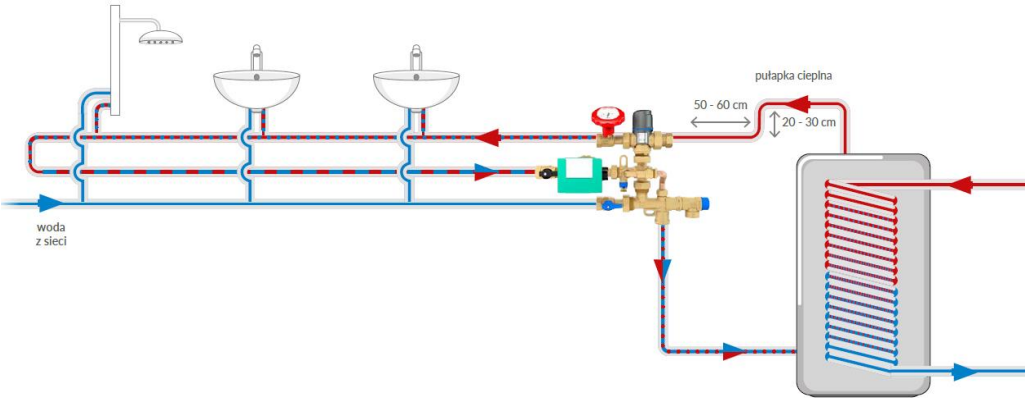 pułapka cieplna
50 - 60 cm
20 - 30 cm
woda
z sieci